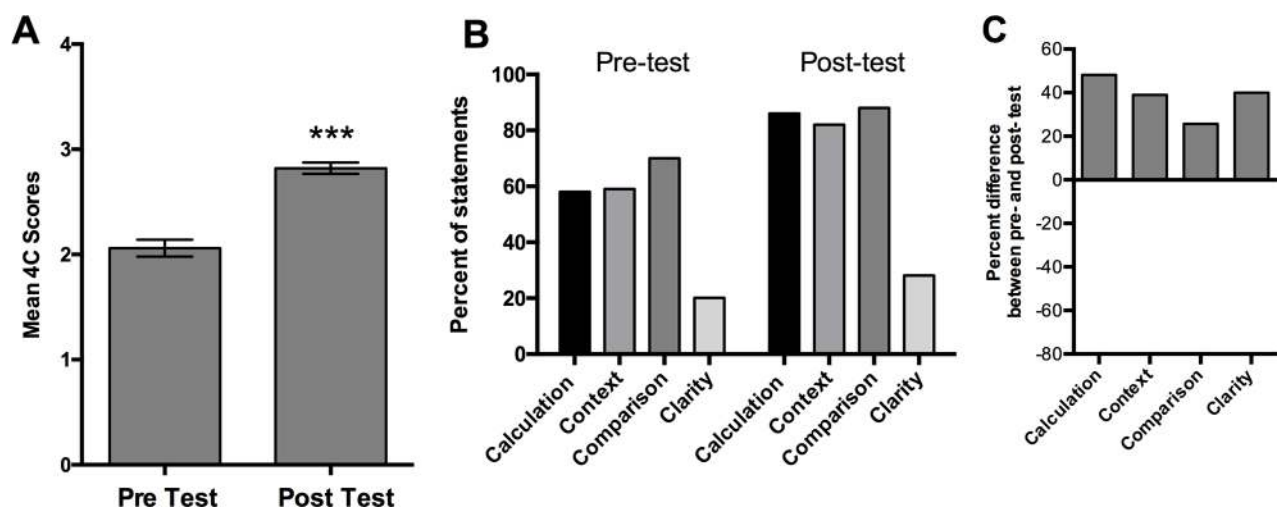 A
Mean 4C Scores
4
3
2
1
0
***
Pre Test
Post Test
B
Percent of statements
100
80
60
40
20
0
Pre-test
Post-test
Calculation
Context
Comparison
Clarity
Calculation
Context
Comparison
Clarity
C
Percent difference
between pre- and post- test
60
40
20
0
-20
-40
-60
-80
Calculation
Context
Comparison
Clarity